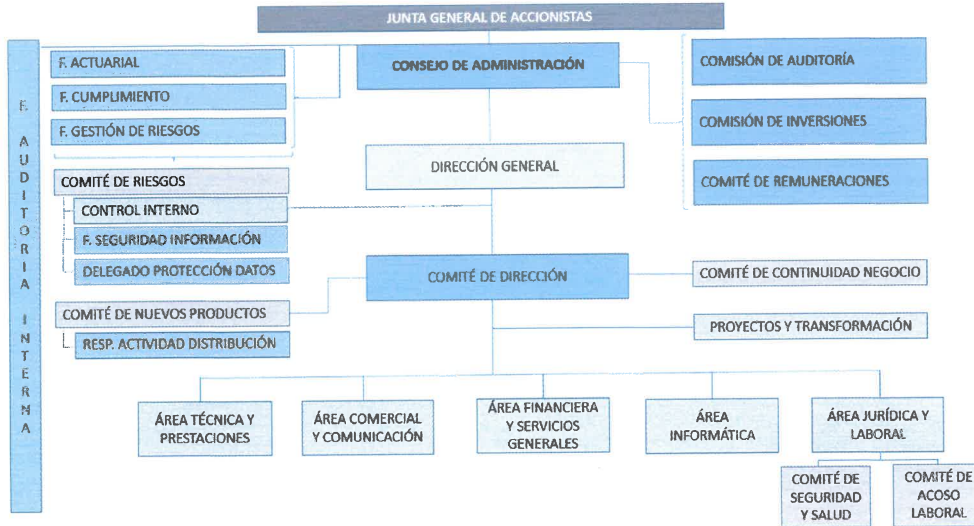 JUNTA GENERAL DE ACCIONISTAS
F. AUDITORIA INTERNA
F. ACTUARIAL
F. CUMPLIMIENTO
F. GESTIÓN DE RIESGOS
CONSEJO DE ADMINISTRACIÓN
COMISIÓN DE AUDITORÍA
COMISIÓN DE INVERSIONES
COMITÉ DE REMUNERACIONES
DIRECCIÓN GENERAL
COMITÉ DE RIESGOS
CONTROL INTERNO
F. SEGURIDAD INFORMACIÓN
DELEGADO PROTECCIÓN DATOS
COMITÉ DE DIRECCIÓN
COMITÉ DE CONTINUIDAD NEGOCIO
COMITÉ DE NUEVOS PRODUCTOS
RESP. ACTIVIDAD DISTRIBUCIÓN
PROYECTOS Y TRANSFORMACIÓN
ÁREA TÉCNICA Y
PRESTACIONES
ÁREA COMERCIAL
Y COMUNICACIÓN
ÁREA FINANCIERA
Y SERVICIOS
GENERALES
ÁREA
INFORMÁTICA
ÁREA JURÍDICA Y
LABORAL
COMITÉ DE
SEGURIDAD
Y SALUD
COMITÉ DE
ACOSO
LABORAL